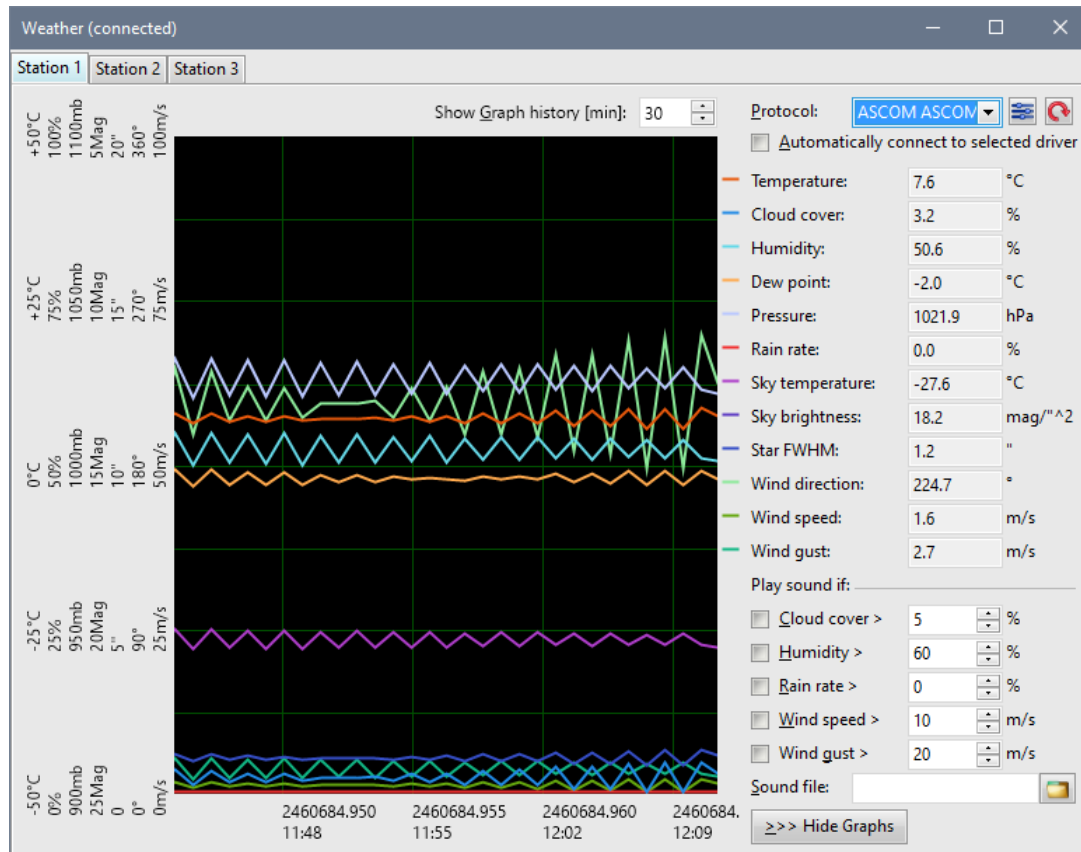 Weather (connected)
Station 1 Station 2 Station 3
Show Graph history [min]: 30
+50°C
100%
1100mb
5Mag
20"
360°
100m/s
+25°C
75%
1050mb
10Mag
15"
270°
75m/s
0°C
50%
1000mb
15Mag
10"
180°
50m/s
-25°C
25%
950mb
20Mag
5"
90°
25m/s
-50°C
0%
900mb
25Mag
0
0°
0m/s
2460684.950 2460684.955 2460684.960 2460684.
11:48 11:55 12:02 12:09
Protocol: ASCOM ASCOM
Automatically connect to selected driver
Temperature: 7.6 °C
Cloud cover: 3.2 %
Humidity: 50.6 %
Dew point: -2.0 °C
Pressure: 1021.9 hPa
Rain rate: 0.0 %
Sky temperature: -27.6 °C
Sky brightness: 18.2 mag/"^2
Star FWHM: 1.2 "
Wind direction: 224.7 °
Wind speed: 1.6 m/s
Wind gust: 2.7 m/s
Play sound if:
Cloud cover > 5 %
Humidity > 60 %
Rain rate > 0 %
Wind speed > 10 m/s
Wind gust > 20 m/s
Sound file:
>>> Hide Graphs